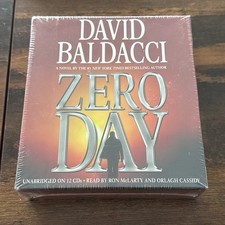 DAVID
BALDACCI
A NOVEL BY THE #1 NEW YORK TIMES BESTSELLING AUTHOR
ZERO
DAY
UNABRIDGED ON 12 CDs • READ BY RON McLARTY AND ORLAGH CASSIDY